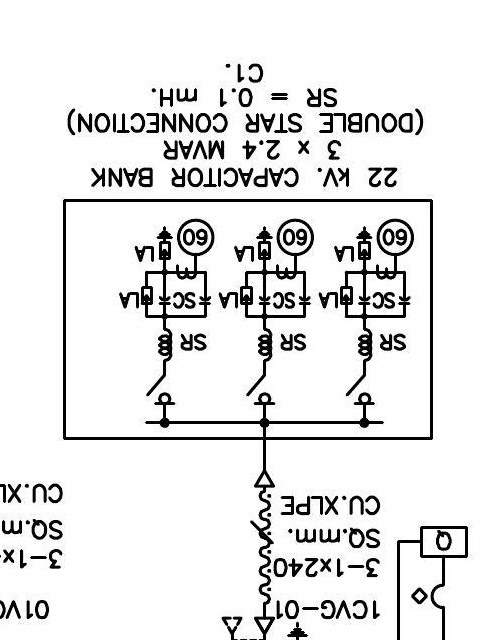 Q
1CVG-01
3-1x240
SQ.mm.
CU.XLPE
3-1x
SQ.m
CU.XL
SR SR SR
SC LA SC LA SC LA
60 LA 60 LA 60 LA
22 kV. CAPACITOR BANK
3 x 2.4 MVAR
(DOUBLE STAR CONNECTION)
SR = 0.1 mH.
C1.